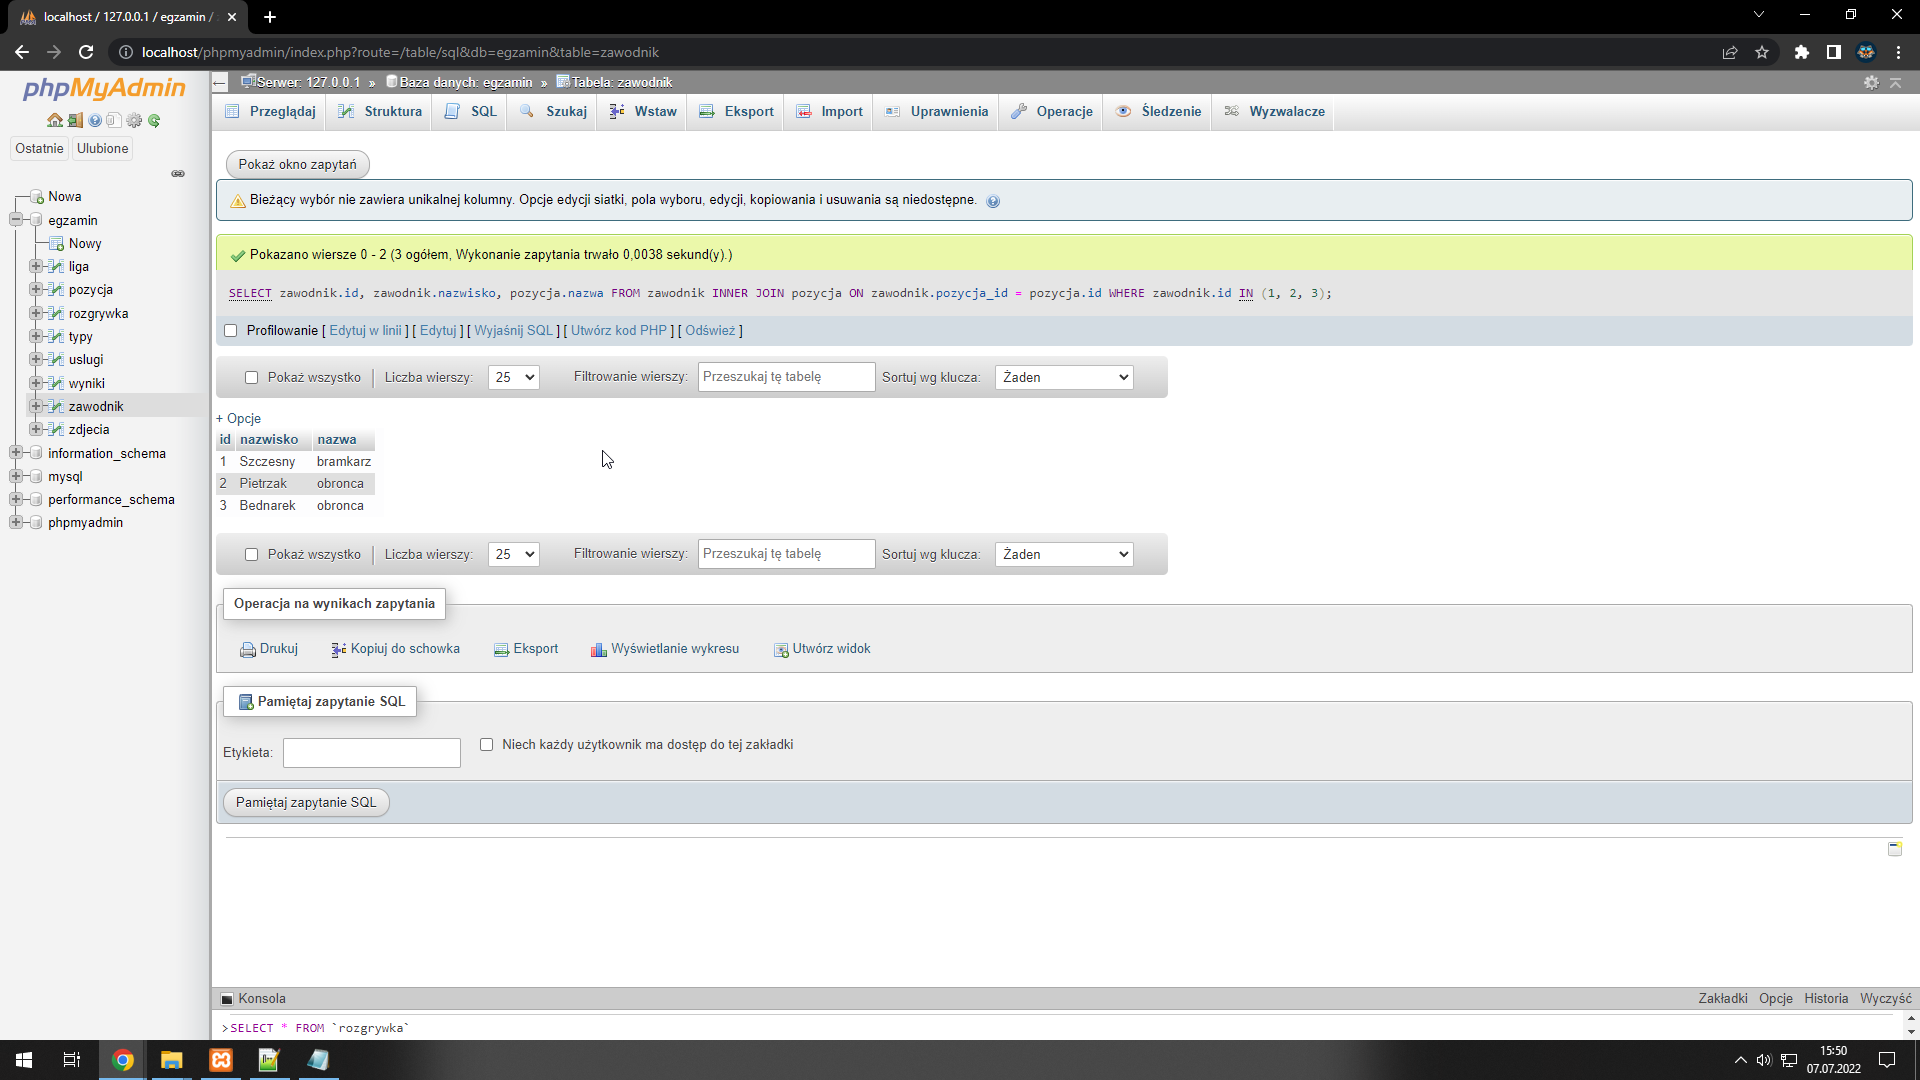 localhost / 127.0.0.1 / egzamin /
localhost/phpmyadmin/index.php?route=/table/sql&db=egzamin&table=zawodnik
phpMyAdmin
Serwer: 127.0.0.1 » Baza danych: egzamin » Tabela: zawodnik
Przeglądaj Struktura SQL Szukaj Wstaw Eksport Import Uprawnienia Operacje Śledzenie Wyzwalacze
Ostatnie Ulubione
Nowa
egzamin
Nowy
liga
pozycja
rozgrywka
typy
uslugi
wyniki
zawodnik
zdjecia
information_schema
mysql
performance_schema
phpmyadmin
Pokaż okno zapytań
Bieżący wybór nie zawiera unikalnej kolumny. Opcje edycji siatki, pola wyboru, edycji, kopiowania i usuwania są niedostępne.
Pokazano wiersze 0 - 2 (3 ogółem, Wykonanie zapytania trwało 0,0038 sekund(y).)
SELECT zawodnik.id, zawodnik.nazwisko, pozycja.nazwa FROM zawodnik INNER JOIN pozycja ON zawodnik.pozycja_id = pozycja.id WHERE zawodnik.id IN (1, 2, 3);
Profilowanie [ Edytuj w linii ] [ Edytuj ] [ Wyjaśnij SQL ] [ Utwórz kod PHP ] [ Odśwież ]
Pokaż wszystko Liczba wierszy: 25 Filtrowanie wierszy: Przeszukaj tę tabelę Sortuj wg klucza: Żaden
+ Opcje
id nazwisko nazwa
1 Szczesny bramkarz
2 Pietrzak obronca
3 Bednarek obronca
Pokaż wszystko Liczba wierszy: 25 Filtrowanie wierszy: Przeszukaj tę tabelę Sortuj wg klucza: Żaden
Operacja na wynikach zapytania
Drukuj Kopiuj do schowka Eksport Wyświetlanie wykresu Utwórz widok
Pamiętaj zapytanie SQL
Etykieta: Niech każdy użytkownik ma dostęp do tej zakładki
Pamiętaj zapytanie SQL
Konsola Zakładki Opcje Historia Wyczyść
>SELECT * FROM `rozgrywka`
15:50
07.07.2022